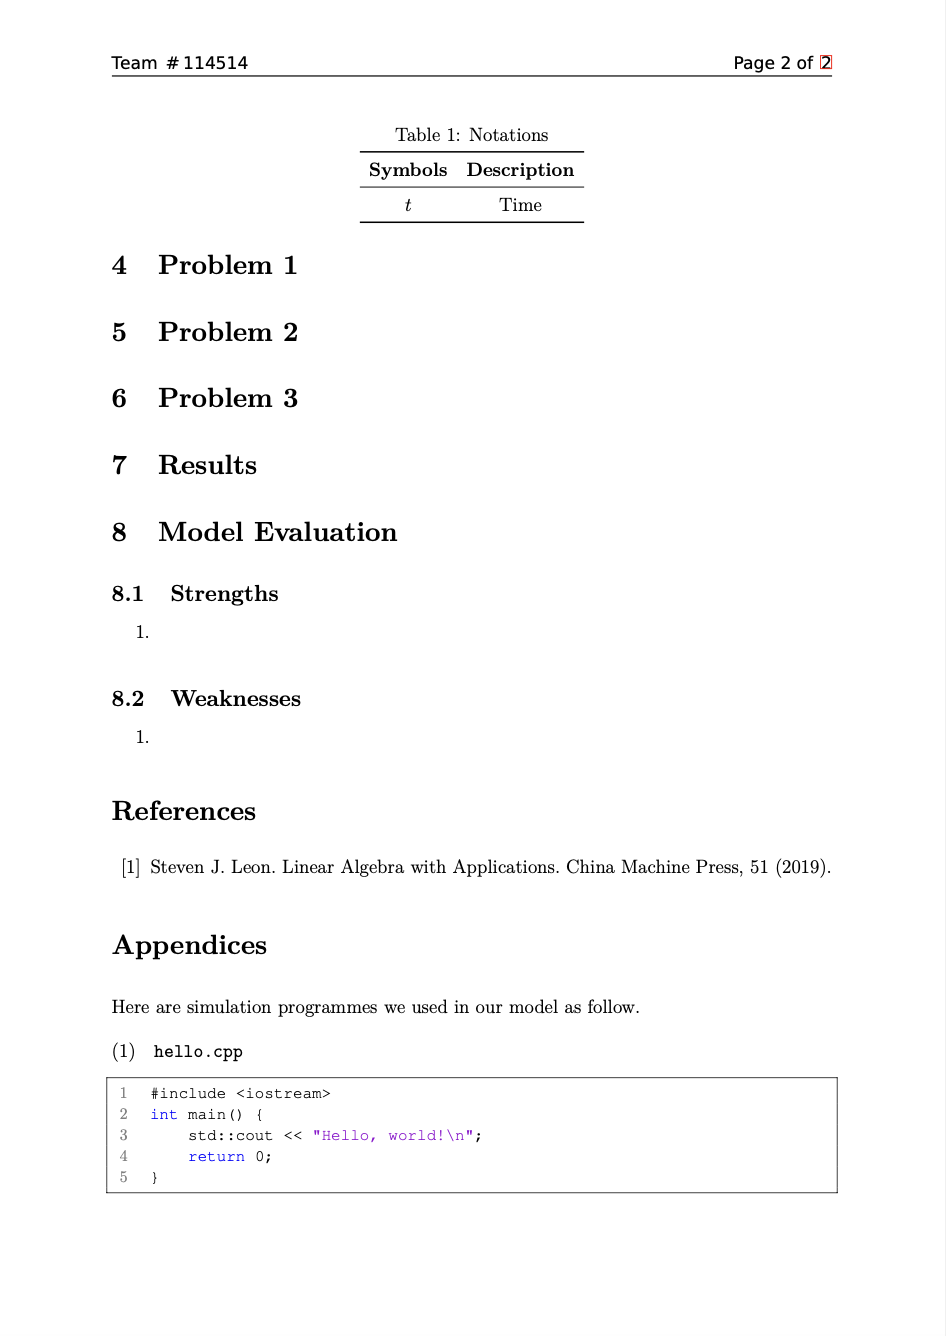 Team # 114514 Page 2 of 2
Table 1: Notations
Symbols Description
t Time
4 Problem 1
5 Problem 2
6 Problem 3
7 Results
8 Model Evaluation
8.1 Strengths
1.
8.2 Weaknesses
1.
References
[1] Steven J. Leon. Linear Algebra with Applications. China Machine Press, 51 (2019).
Appendices
Here are simulation programmes we used in our model as follow.
(1) hello.cpp
1 #include <iostream>
2 int main() {
3     std::cout << "Hello, world!\n";
4     return 0;
5 }